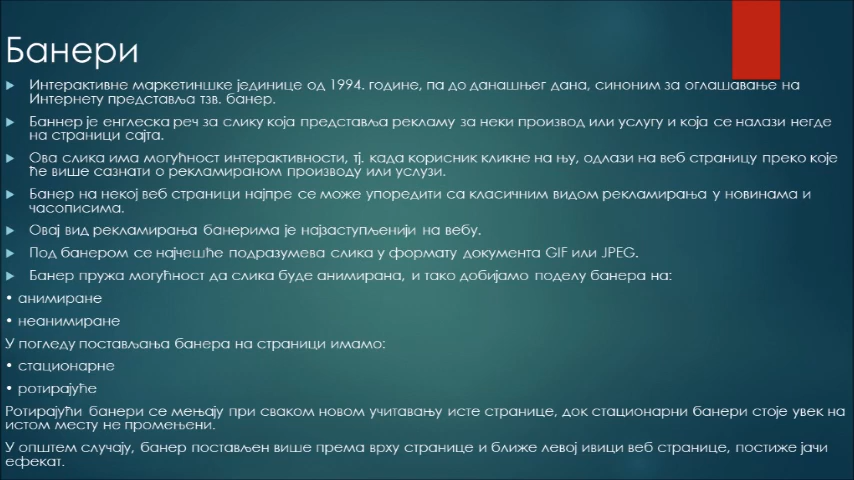 Банери
Интерактивне маркетиншке јединице од 1994. године, па до данашњег дана, синоним за оглашавање на
Интернету представља тзв. банер.
Баннер је енглеска реч за слику која представља рекламу за неки производ или услугу и која се налази негде
на страници сајта.
Ова слика има могућност интерактивности, тј. када корисник кликне на њу, одлази на веб страницу преко које
ће више сазнати о рекламираном производу или услузи.
Банер на некој веб страници најпре се може упоредити са класичним видом рекламирања у новинама и
часописима.
Овај вид рекламирања банерима је најзаступљенији на вебу.
Под банером се најчешће подразумева слика у формату документа GIF или JPEG.
Банер пружа могућност да слика буде анимирана, и тако добијамо поделу банера на:
• анимиране
• неанимиране
У погледу постављања банера на страници имамо:
• стационарне
• ротирајуће
Ротирајући банери се мењају при сваком новом учитавању исте странице, док стационарни банери стоје увек на
истом месту не промењени.
У општем случају, банер постављен више према врху странице и ближе левој ивици веб странице, постиже јачи
ефекат.